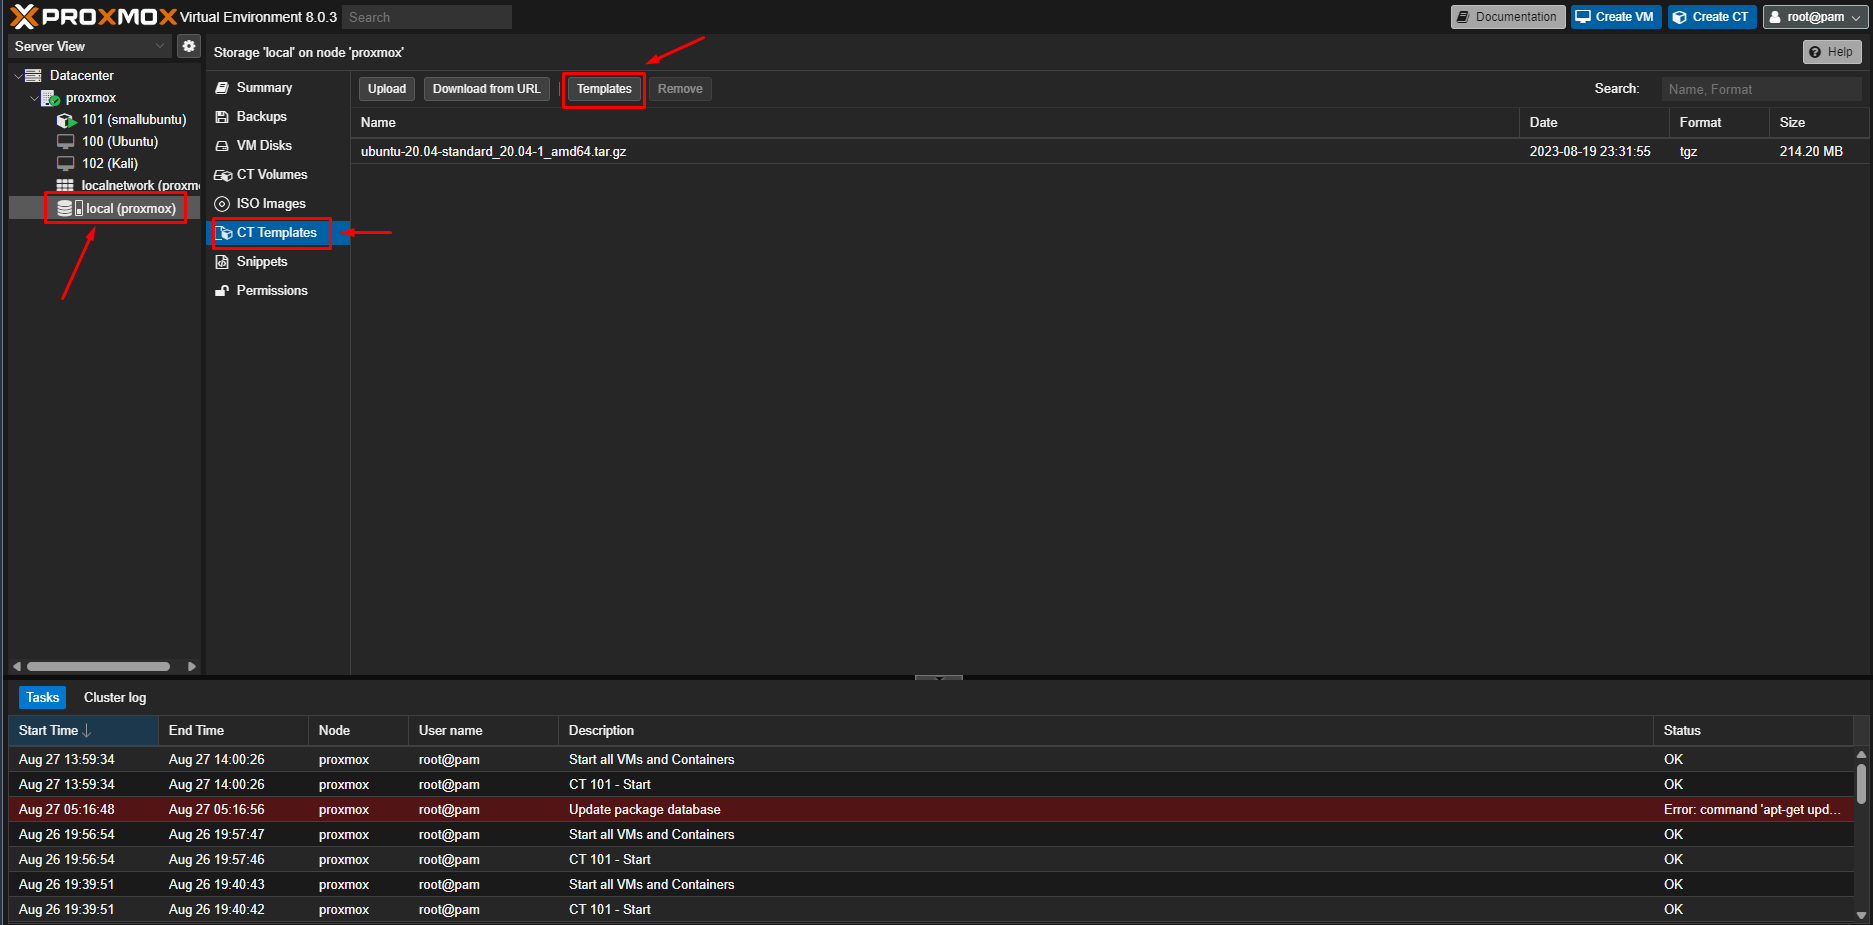 PROXMOX Virtual Environment 8.0.3 Search Documentation Create VM Create CT root@pam
Server View
Storage 'local' on node 'proxmox' Help
Datacenter
proxmox
101 (smallubuntu)
100 (Ubuntu)
102 (Kali)
localnetwork (proxm
local (proxmox)
Summary
Backups
VM Disks
CT Volumes
ISO Images
CT Templates
Snippets
Permissions
Upload Download from URL Templates Remove Search: Name, Format
Name Date Format Size
ubuntu-20.04-standard_20.04-1_amd64.tar.gz 2023-08-19 23:31:55 tgz 214.20 MB
Tasks Cluster log
Start Time End Time Node User name Description Status
Aug 27 13:59:34 Aug 27 14:00:26 proxmox root@pam Start all VMs and Containers OK
Aug 27 13:59:34 Aug 27 14:00:26 proxmox root@pam CT 101 - Start OK
Aug 27 05:16:48 Aug 27 05:16:56 proxmox root@pam Update package database Error: command 'apt-get upd...
Aug 26 19:56:54 Aug 26 19:57:47 proxmox root@pam Start all VMs and Containers OK
Aug 26 19:56:54 Aug 26 19:57:46 proxmox root@pam CT 101 - Start OK
Aug 26 19:39:51 Aug 26 19:40:43 proxmox root@pam Start all VMs and Containers OK
Aug 26 19:39:51 Aug 26 19:40:42 proxmox root@pam CT 101 - Start OK